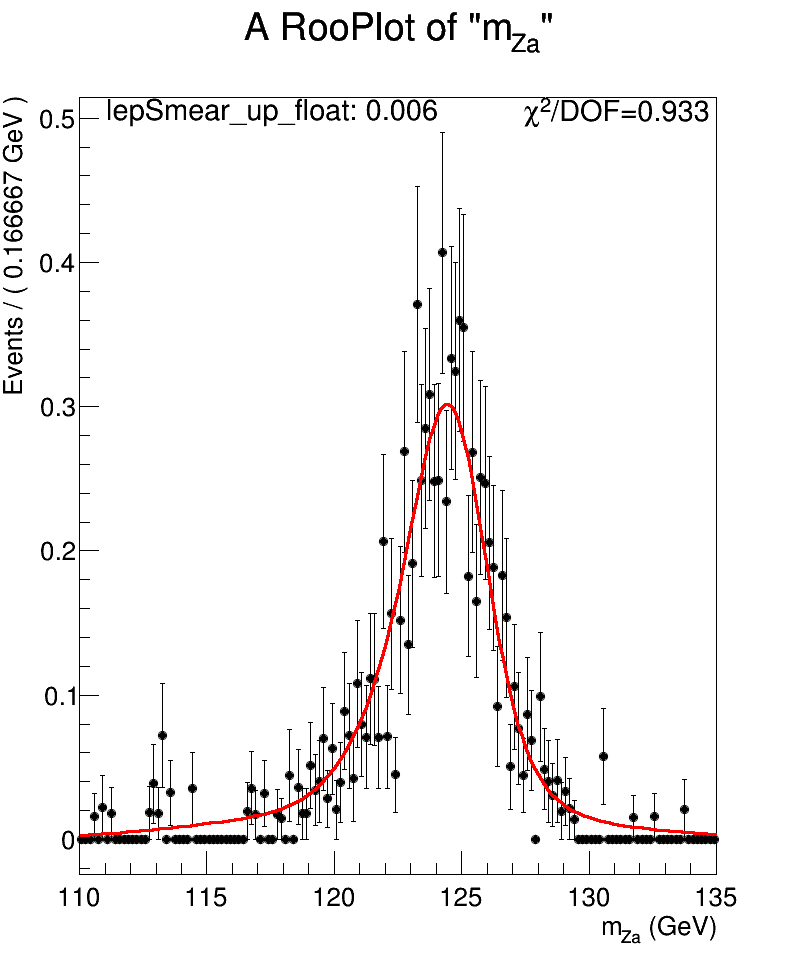 A RooPlot of "m_Za"
lepSmear_up_float: 0.006
χ²/DOF=0.933
Events / ( 0.166667 GeV )
0.5
0.4
0.3
0.2
0.1
0
110 115 120 125 130 135
m_Za (GeV)